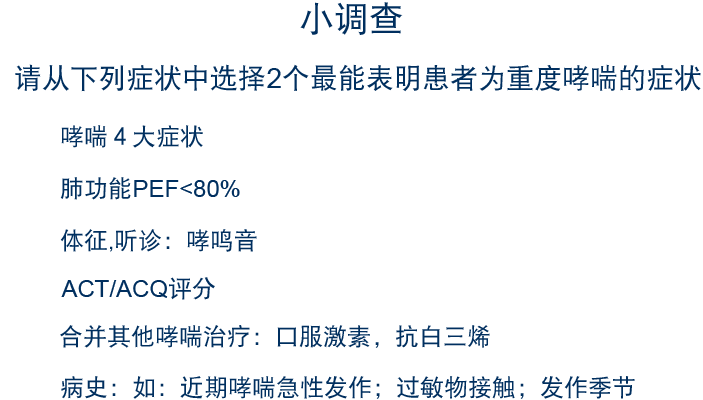 小调查
请从下列症状中选择2个最能表明患者为重度哮喘的症状
哮喘 4 大症状
肺功能PEF<80%
体征,听诊：哮鸣音
ACT/ACQ评分
合并其他哮喘治疗：口服激素，抗白三烯
病史：如：近期哮喘急性发作；过敏物接触；发作季节